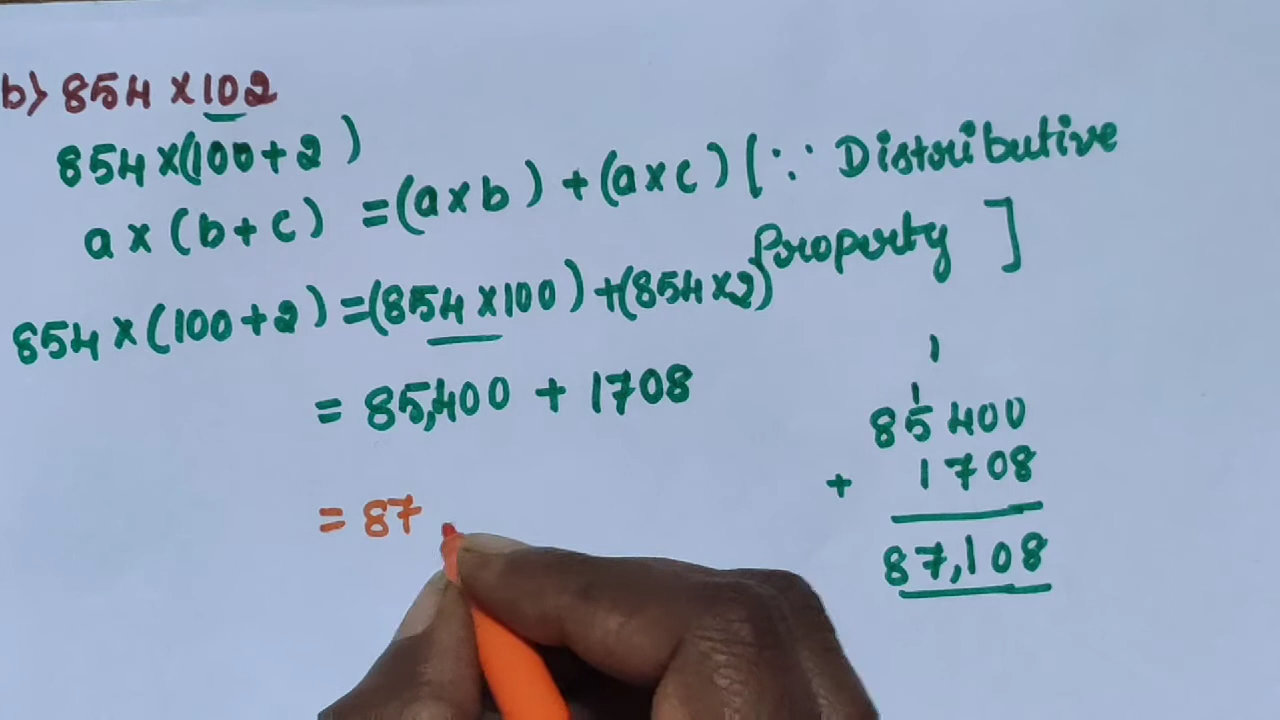 b) 854 × 102
854 × (100 + 2)
a × (b + c) = (a × b) + (a × c) [∵ Distributive
Property]
854 × (100 + 2) = (854 × 100) + (854 × 2)
= 85,400 + 1708
= 87
1
1
85400
+ 1708
87,108